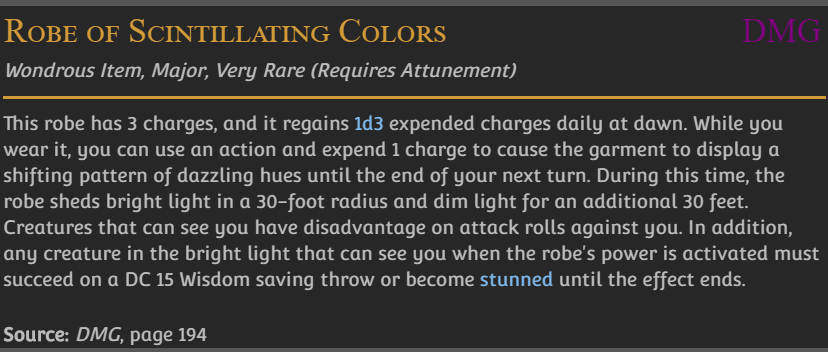 Robe of Scintillating Colors DMG
Wondrous Item, Major, Very Rare (Requires Attunement)
This robe has 3 charges, and it regains 1d3 expended charges daily at dawn. While you
wear it, you can use an action and expend 1 charge to cause the garment to display a
shifting pattern of dazzling hues until the end of your next turn. During this time, the
robe sheds bright light in a 30-foot radius and dim light for an additional 30 feet.
Creatures that can see you have disadvantage on attack rolls against you. In addition,
any creature in the bright light that can see you when the robe's power is activated must
succeed on a DC 15 Wisdom saving throw or become stunned until the effect ends.
Source: DMG, page 194